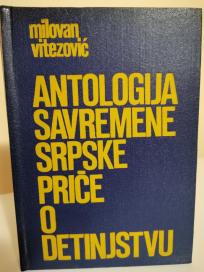 milovan
vitezović
ANTOLOGIJA
SAVREMENE
SRPSKE
PRIČE
O
DETINJSTVU